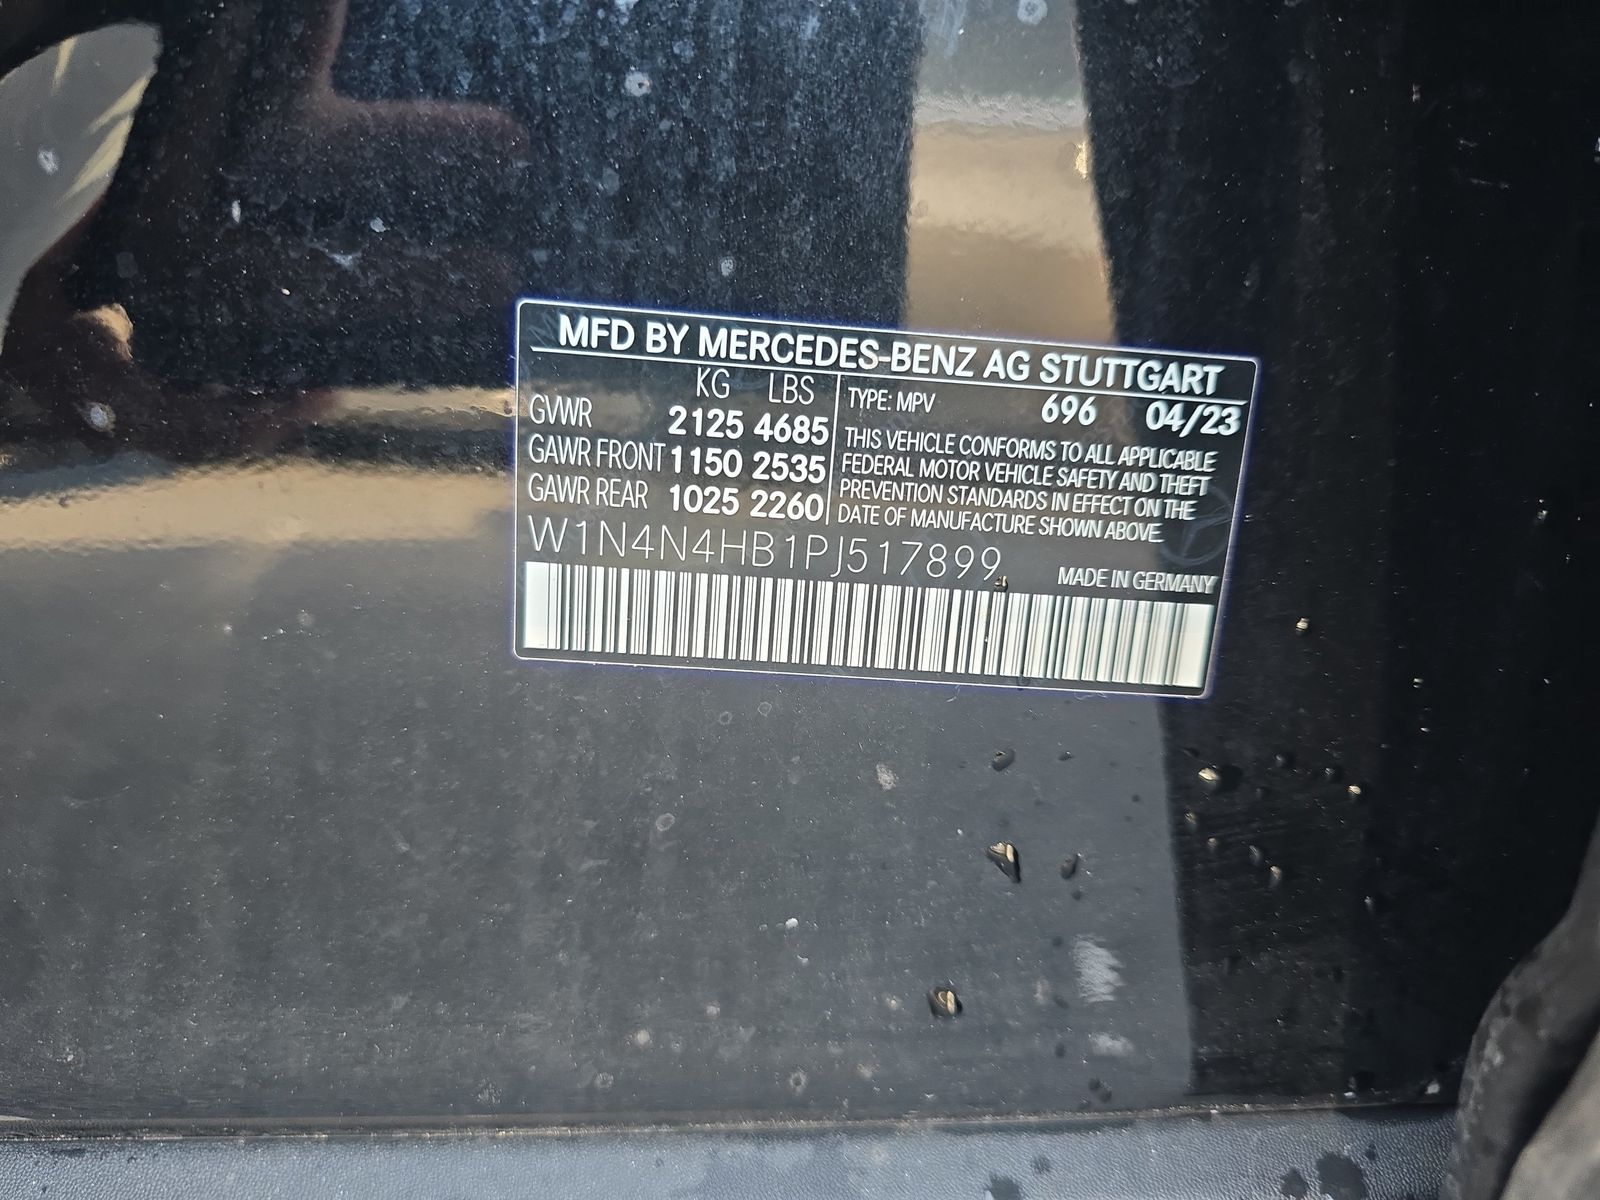 MFD BY MERCEDES-BENZ AG STUTTGART
KG LBS
GVWR 2125 4685
GAWR FRONT 1150 2535
GAWR REAR 1025 2260
TYPE: MPV 696 04/23
THIS VEHICLE CONFORMS TO ALL APPLICABLE
FEDERAL MOTOR VEHICLE SAFETY AND THEFT
PREVENTION STANDARDS IN EFFECT ON THE
DATE OF MANUFACTURE SHOWN ABOVE.
W1N4N4HB1PJ517899
MADE IN GERMANY